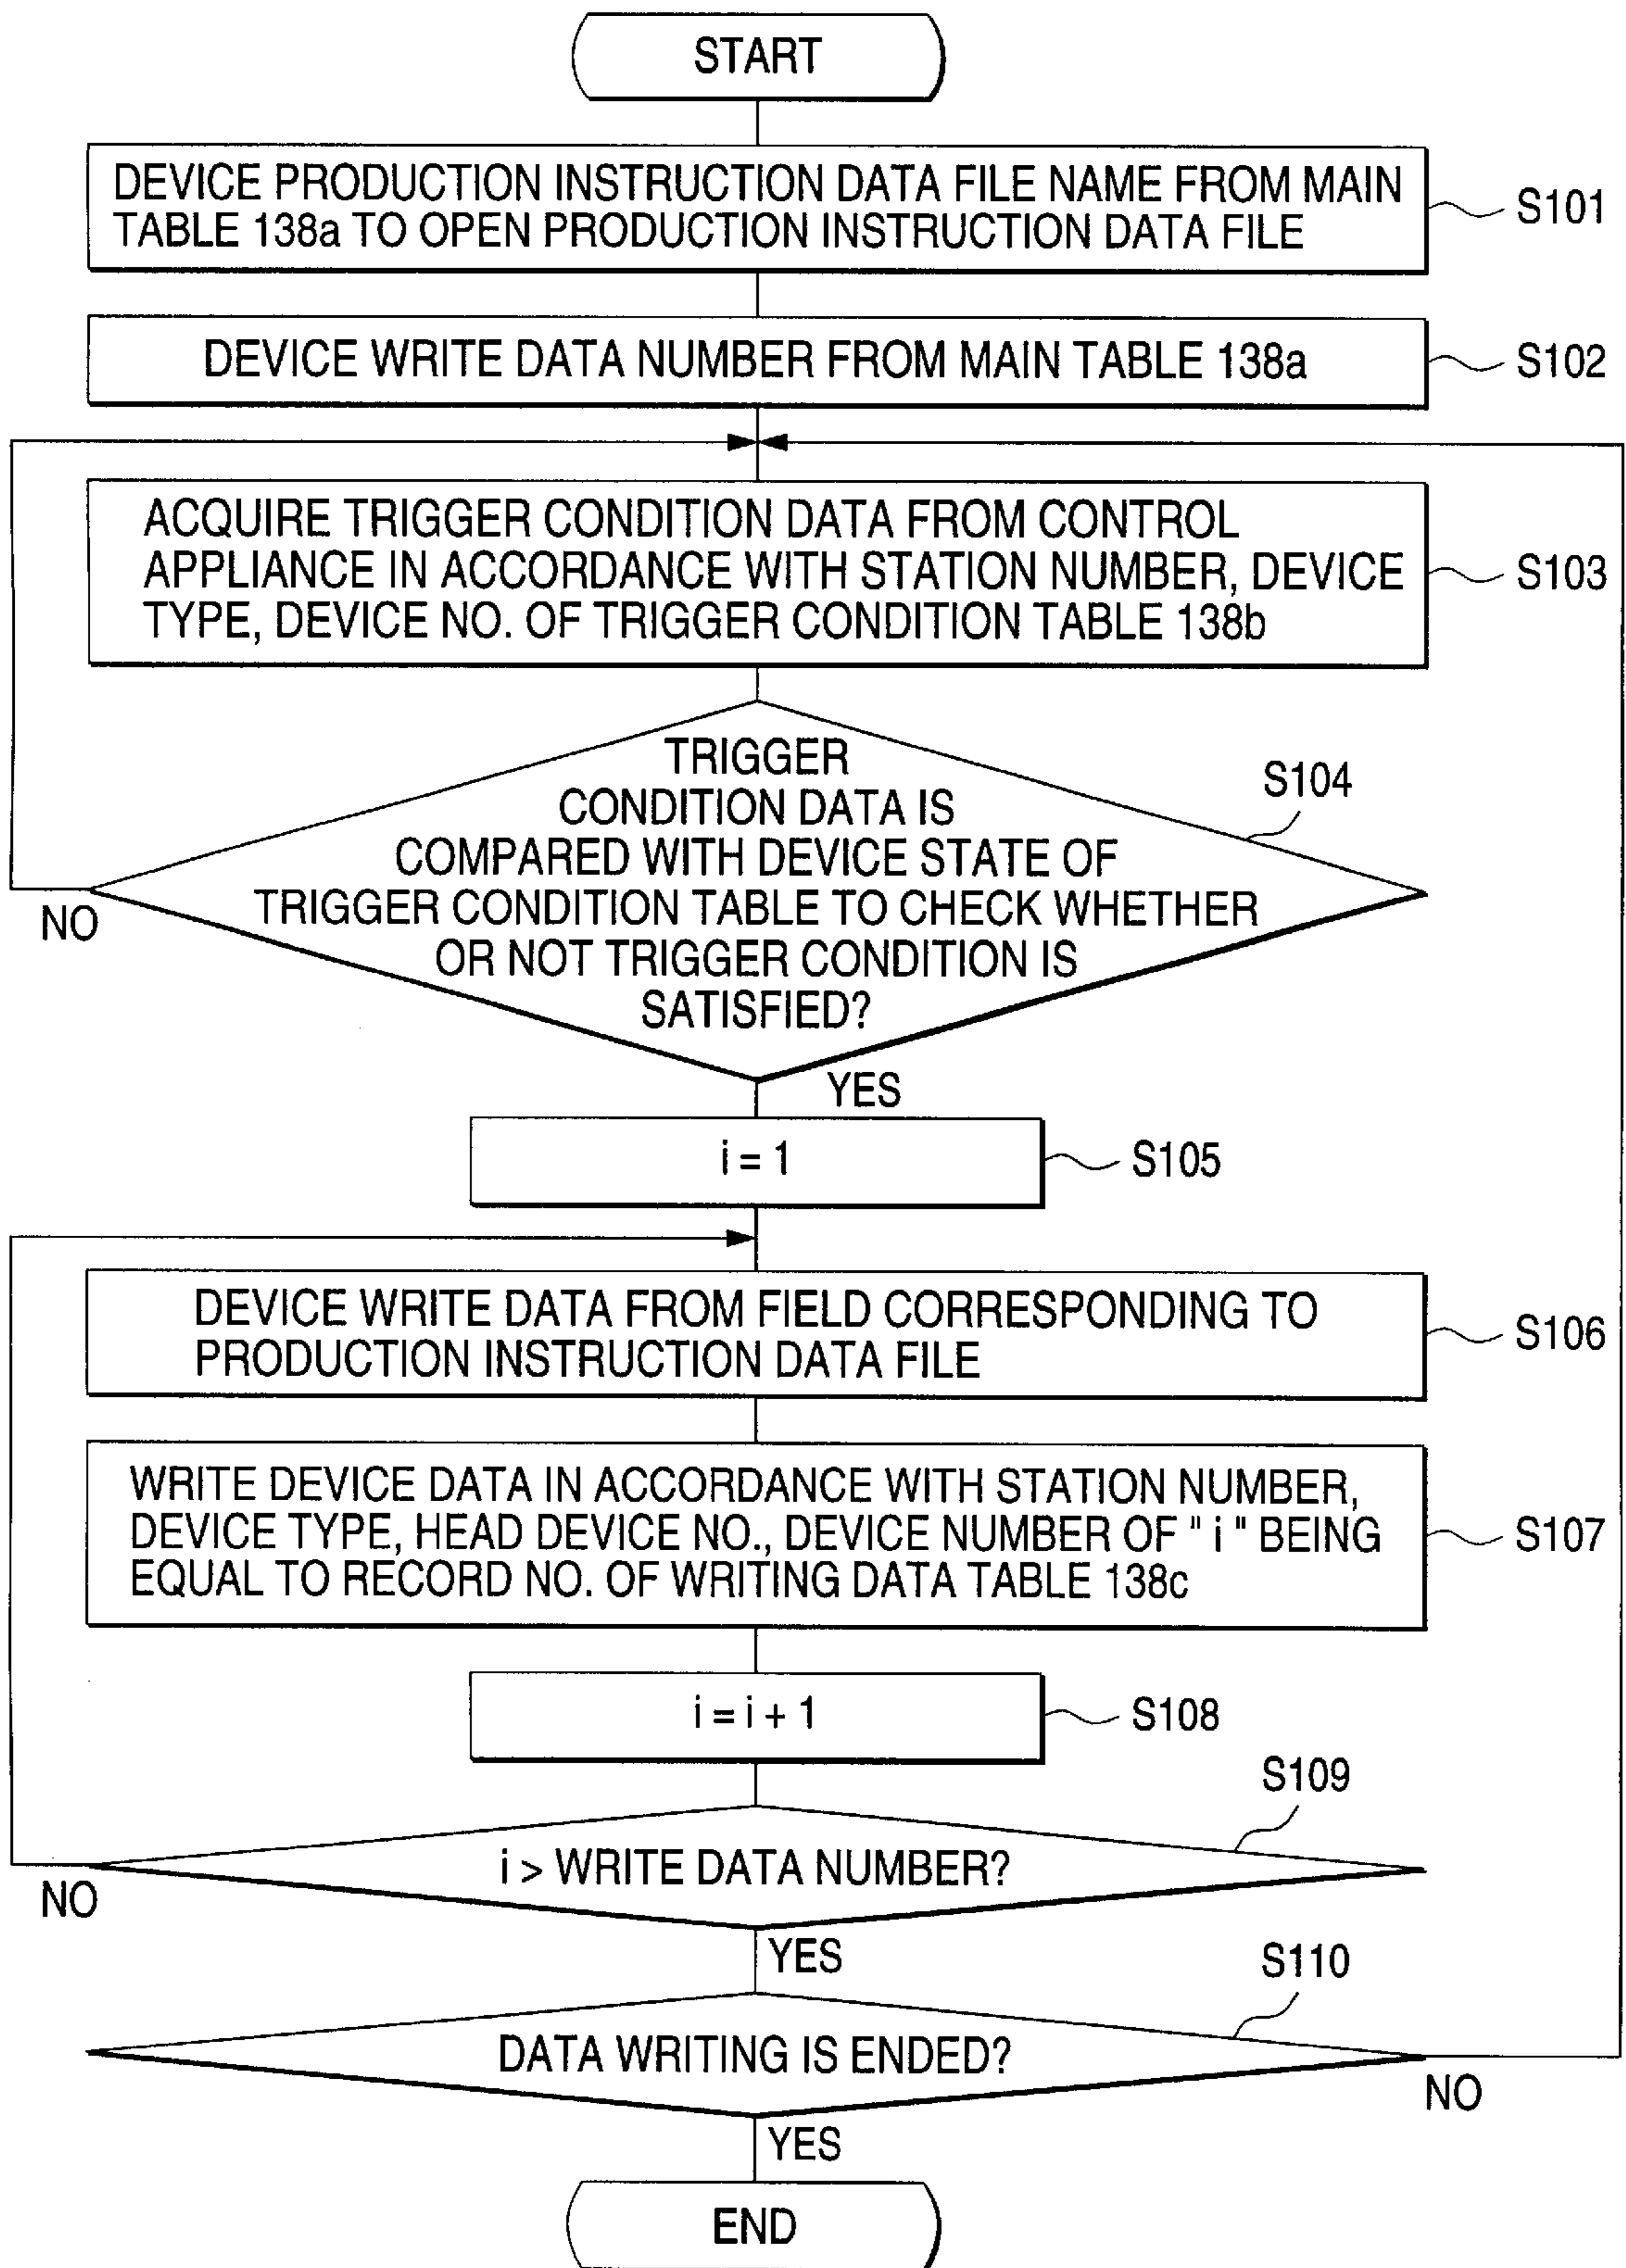 START
DEVICE PRODUCTION INSTRUCTION DATA FILE NAME FROM MAIN
TABLE 138a TO OPEN PRODUCTION INSTRUCTION DATA FILE
S101
DEVICE WRITE DATA NUMBER FROM MAIN TABLE 138a
S102
ACQUIRE TRIGGER CONDITION DATA FROM CONTROL
APPLIANCE IN ACCORDANCE WITH STATION NUMBER, DEVICE
TYPE, DEVICE NO. OF TRIGGER CONDITION TABLE 138b
S103
TRIGGER
CONDITION DATA IS
COMPARED WITH DEVICE STATE OF
TRIGGER CONDITION TABLE TO CHECK WHETHER
OR NOT TRIGGER CONDITION IS
SATISFIED?
S104
NO
YES
i = 1
S105
DEVICE WRITE DATA FROM FIELD CORRESPONDING TO
PRODUCTION INSTRUCTION DATA FILE
S106
WRITE DEVICE DATA IN ACCORDANCE WITH STATION NUMBER,
DEVICE TYPE, HEAD DEVICE NO., DEVICE NUMBER OF " i " BEING
EQUAL TO RECORD NO. OF WRITING DATA TABLE 138c
S107
i = i + 1
S108
S109
i > WRITE DATA NUMBER?
NO
YES
S110
DATA WRITING IS ENDED?
NO
YES
END